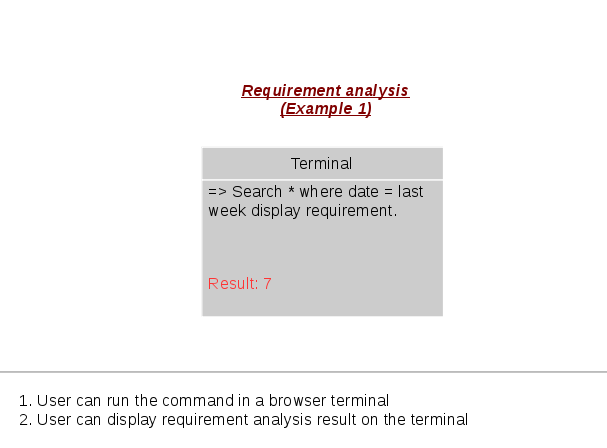 Requirement analysis
(Example 1)
Terminal
=> Search * where date = last
week display requirement.
Result: 7
1. User can run the command in a browser terminal
2. User can display requirement analysis result on the terminal